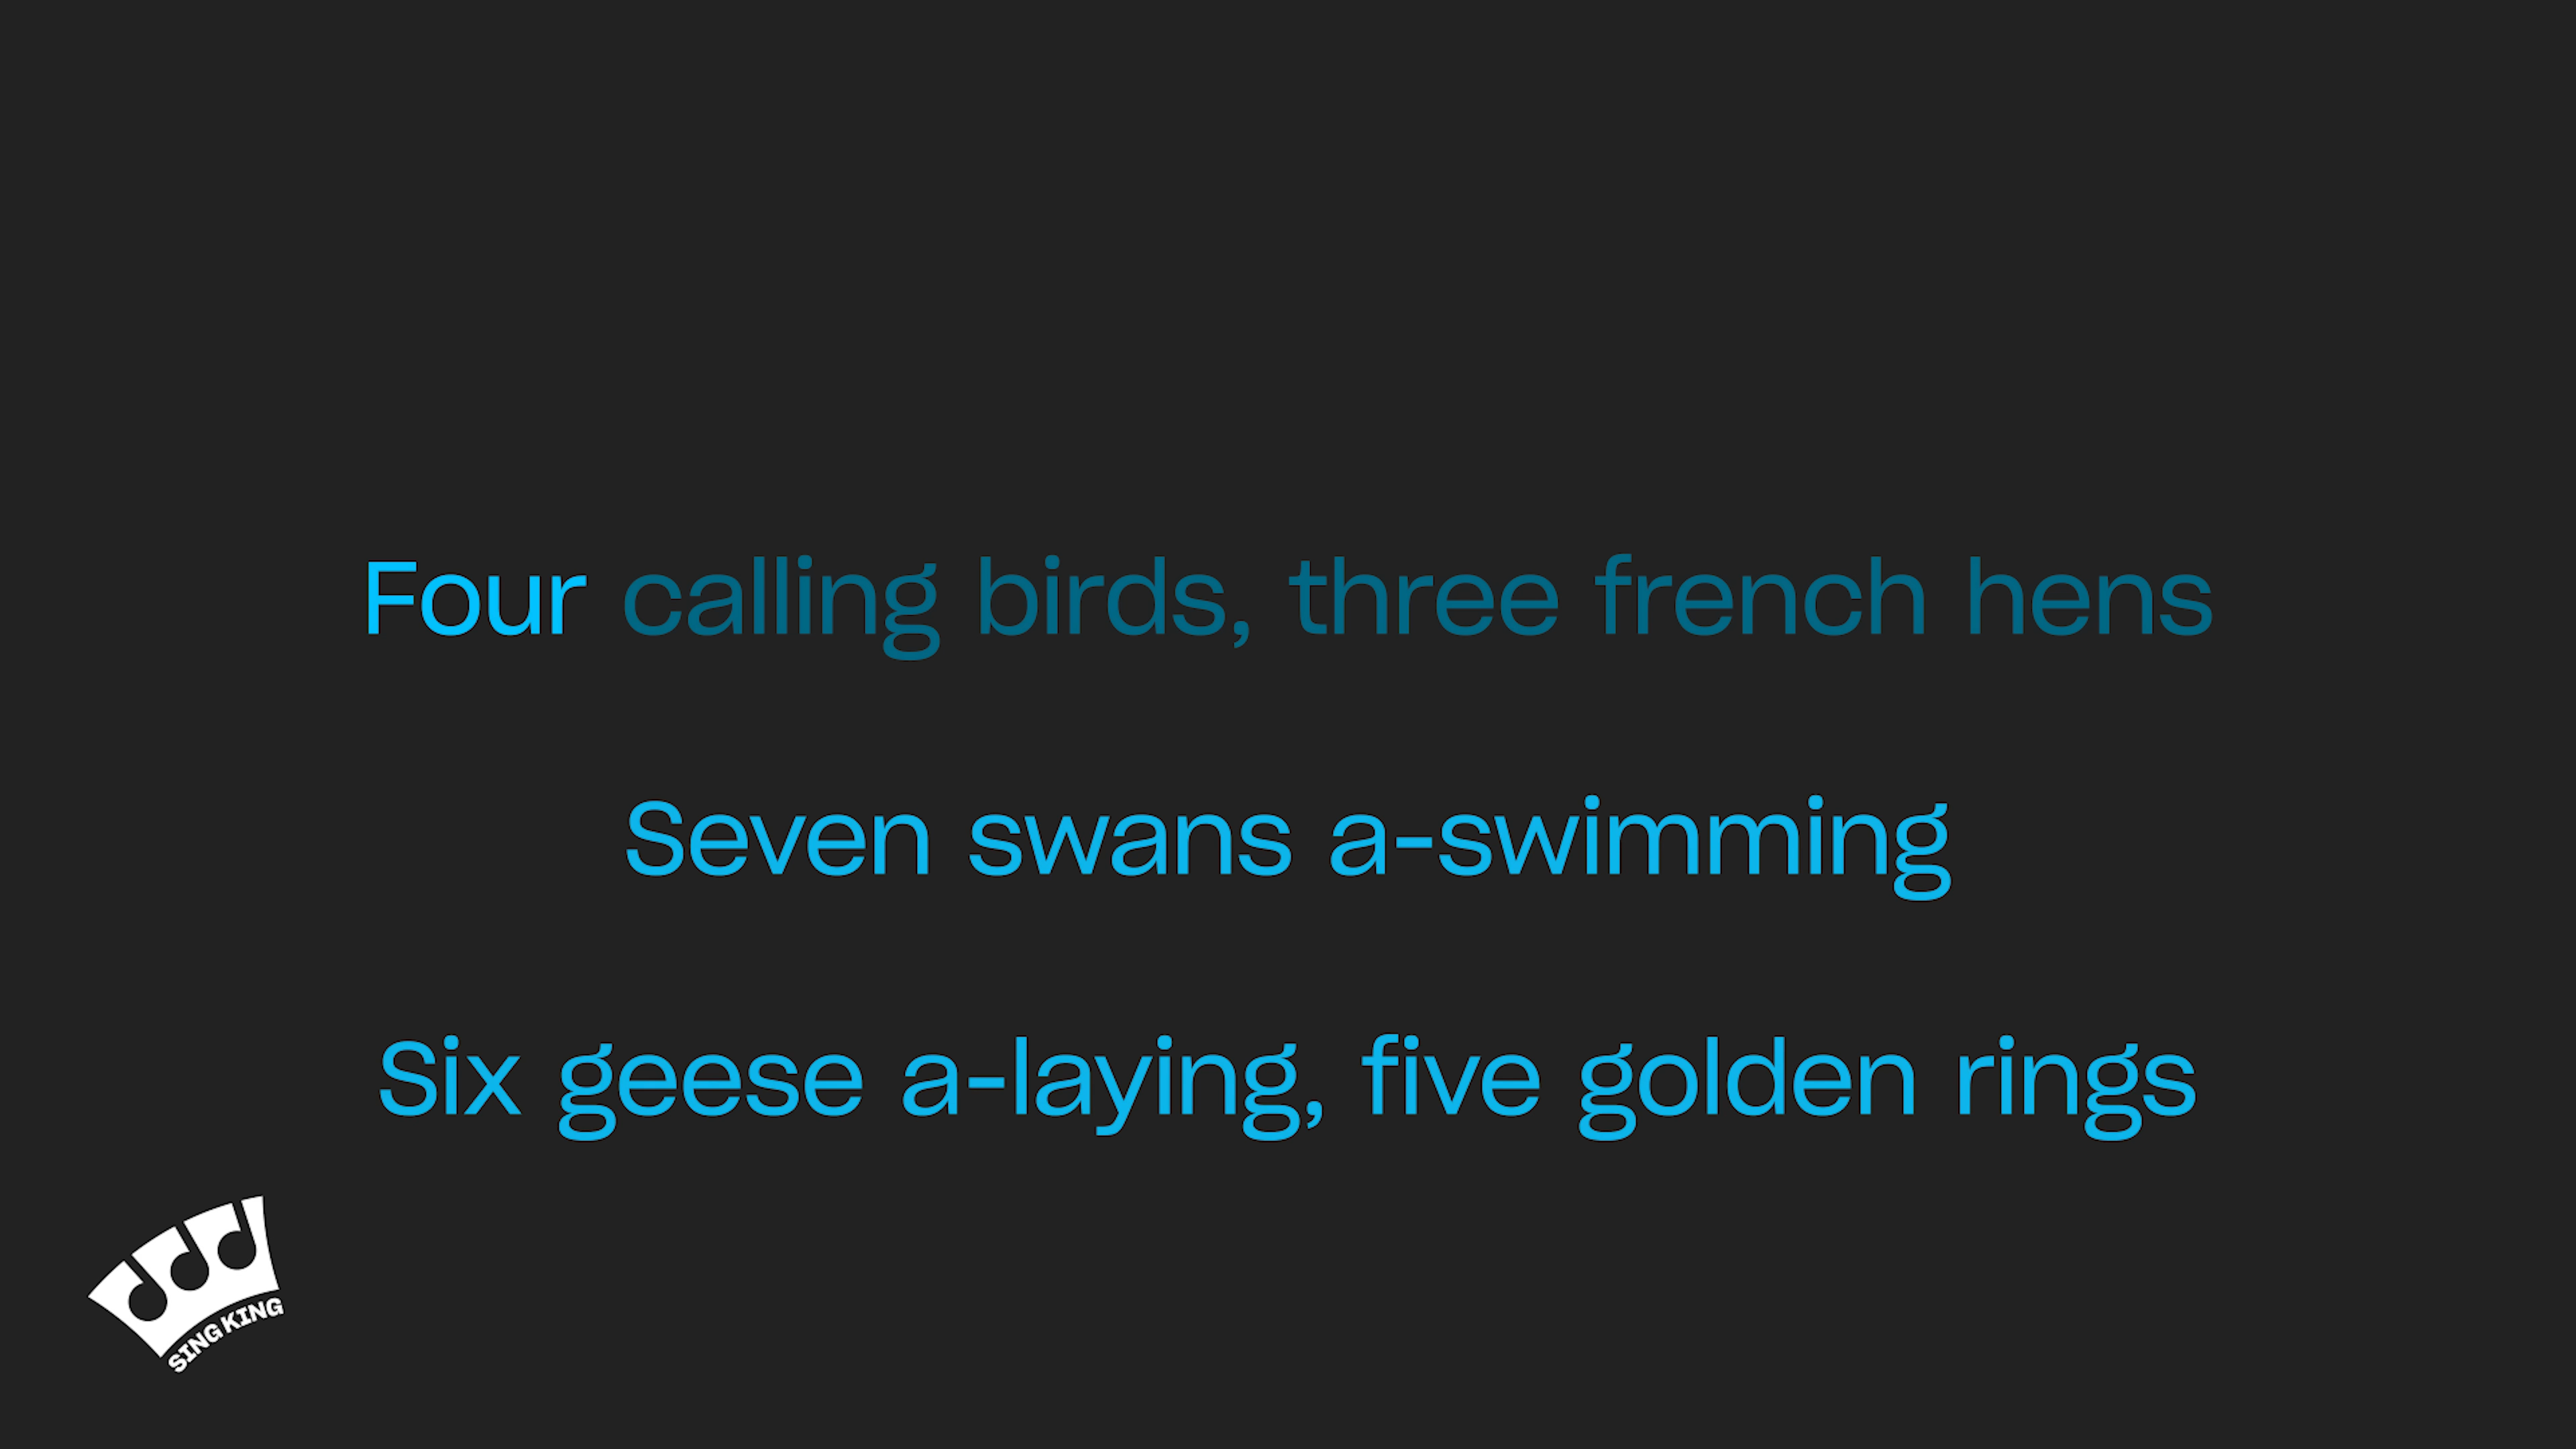 Four calling birds, three french hens
Seven swans a-swimming
Six geese a-laying, five golden rings
SING KING